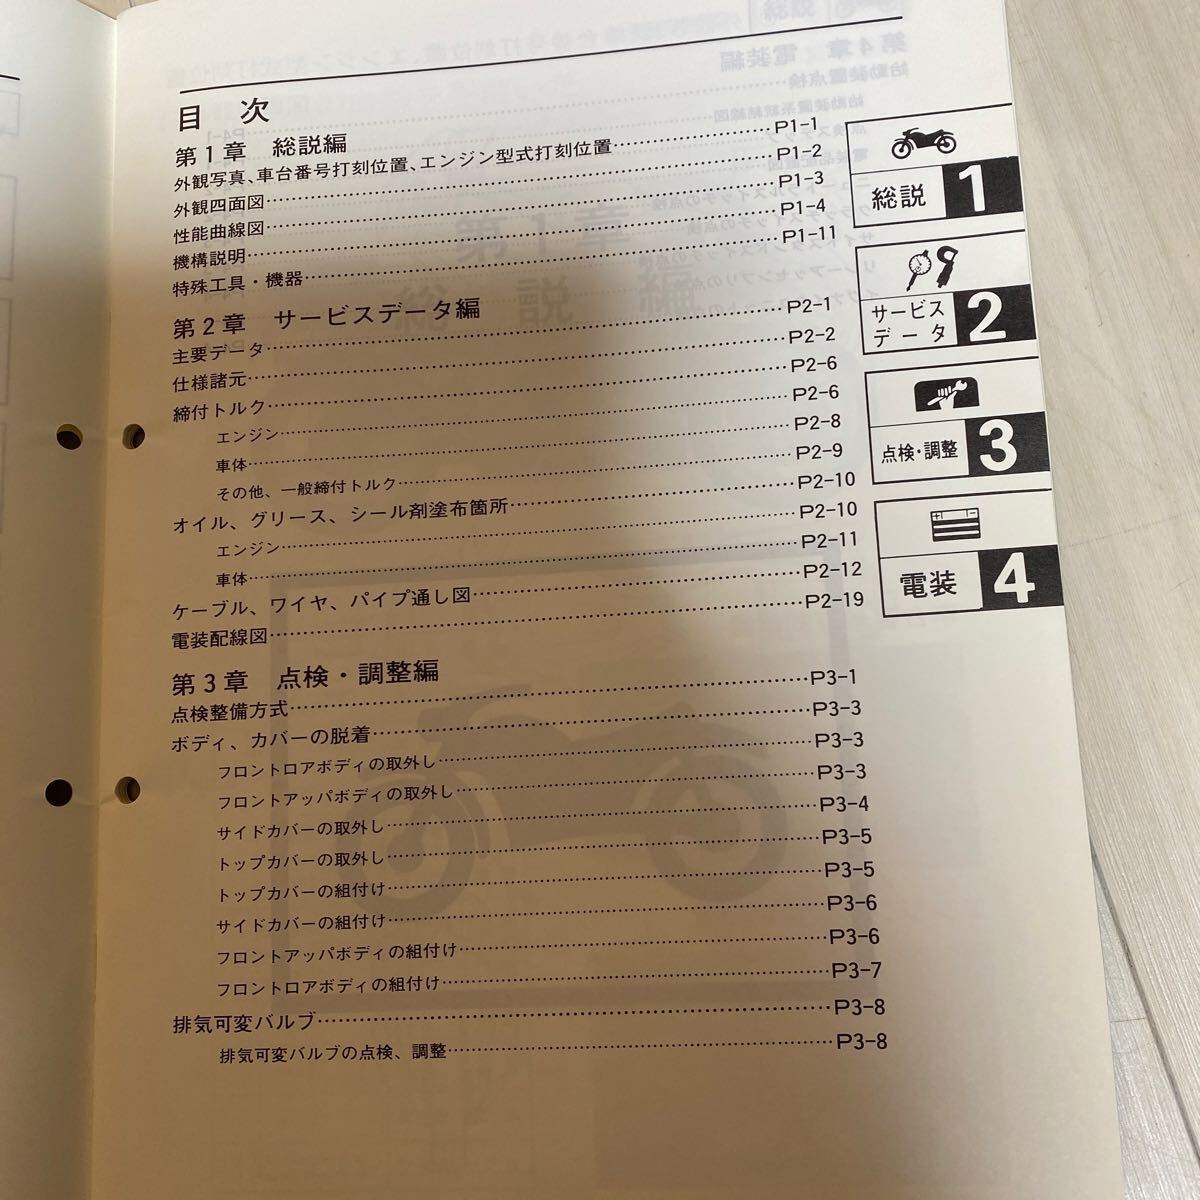 目 次
第1章 総説編
外観写真、車台番号打刻位置、エンジン型式打刻位置 P1-1
外観四面図 P1-2
性能曲線図 P1-3
機構説明 P1-4
特殊工具・機器 P1-11
第2章 サービスデータ編
主要データ P2-1
仕様諸元 P2-2
締付トルク P2-6
エンジン P2-6
車体 P2-8
その他、一般締付トルク P2-9
オイル、グリース、シール剤塗布箇所 P2-10
エンジン P2-10
車体 P2-11
ケーブル、ワイヤ、パイプ通し図 P2-12
電装配線図 P2-19
第3章 点検・調整編
点検整備方式 P3-1
ボディ、カバーの脱着 P3-3
フロントロアボディの取外し P3-3
フロントアッパボディの取外し P3-3
サイドカバーの取外し P3-4
トップカバーの取外し P3-5
トップカバーの組付け P3-5
サイドカバーの組付け P3-6
フロントアッパボディの組付け P3-6
フロントロアボディの組付け P3-7
排気可変バルブ P3-8
排気可変バルブの点検、調整 P3-8
総説 1
サービス
データ 2
点検・調整 3
電装 4